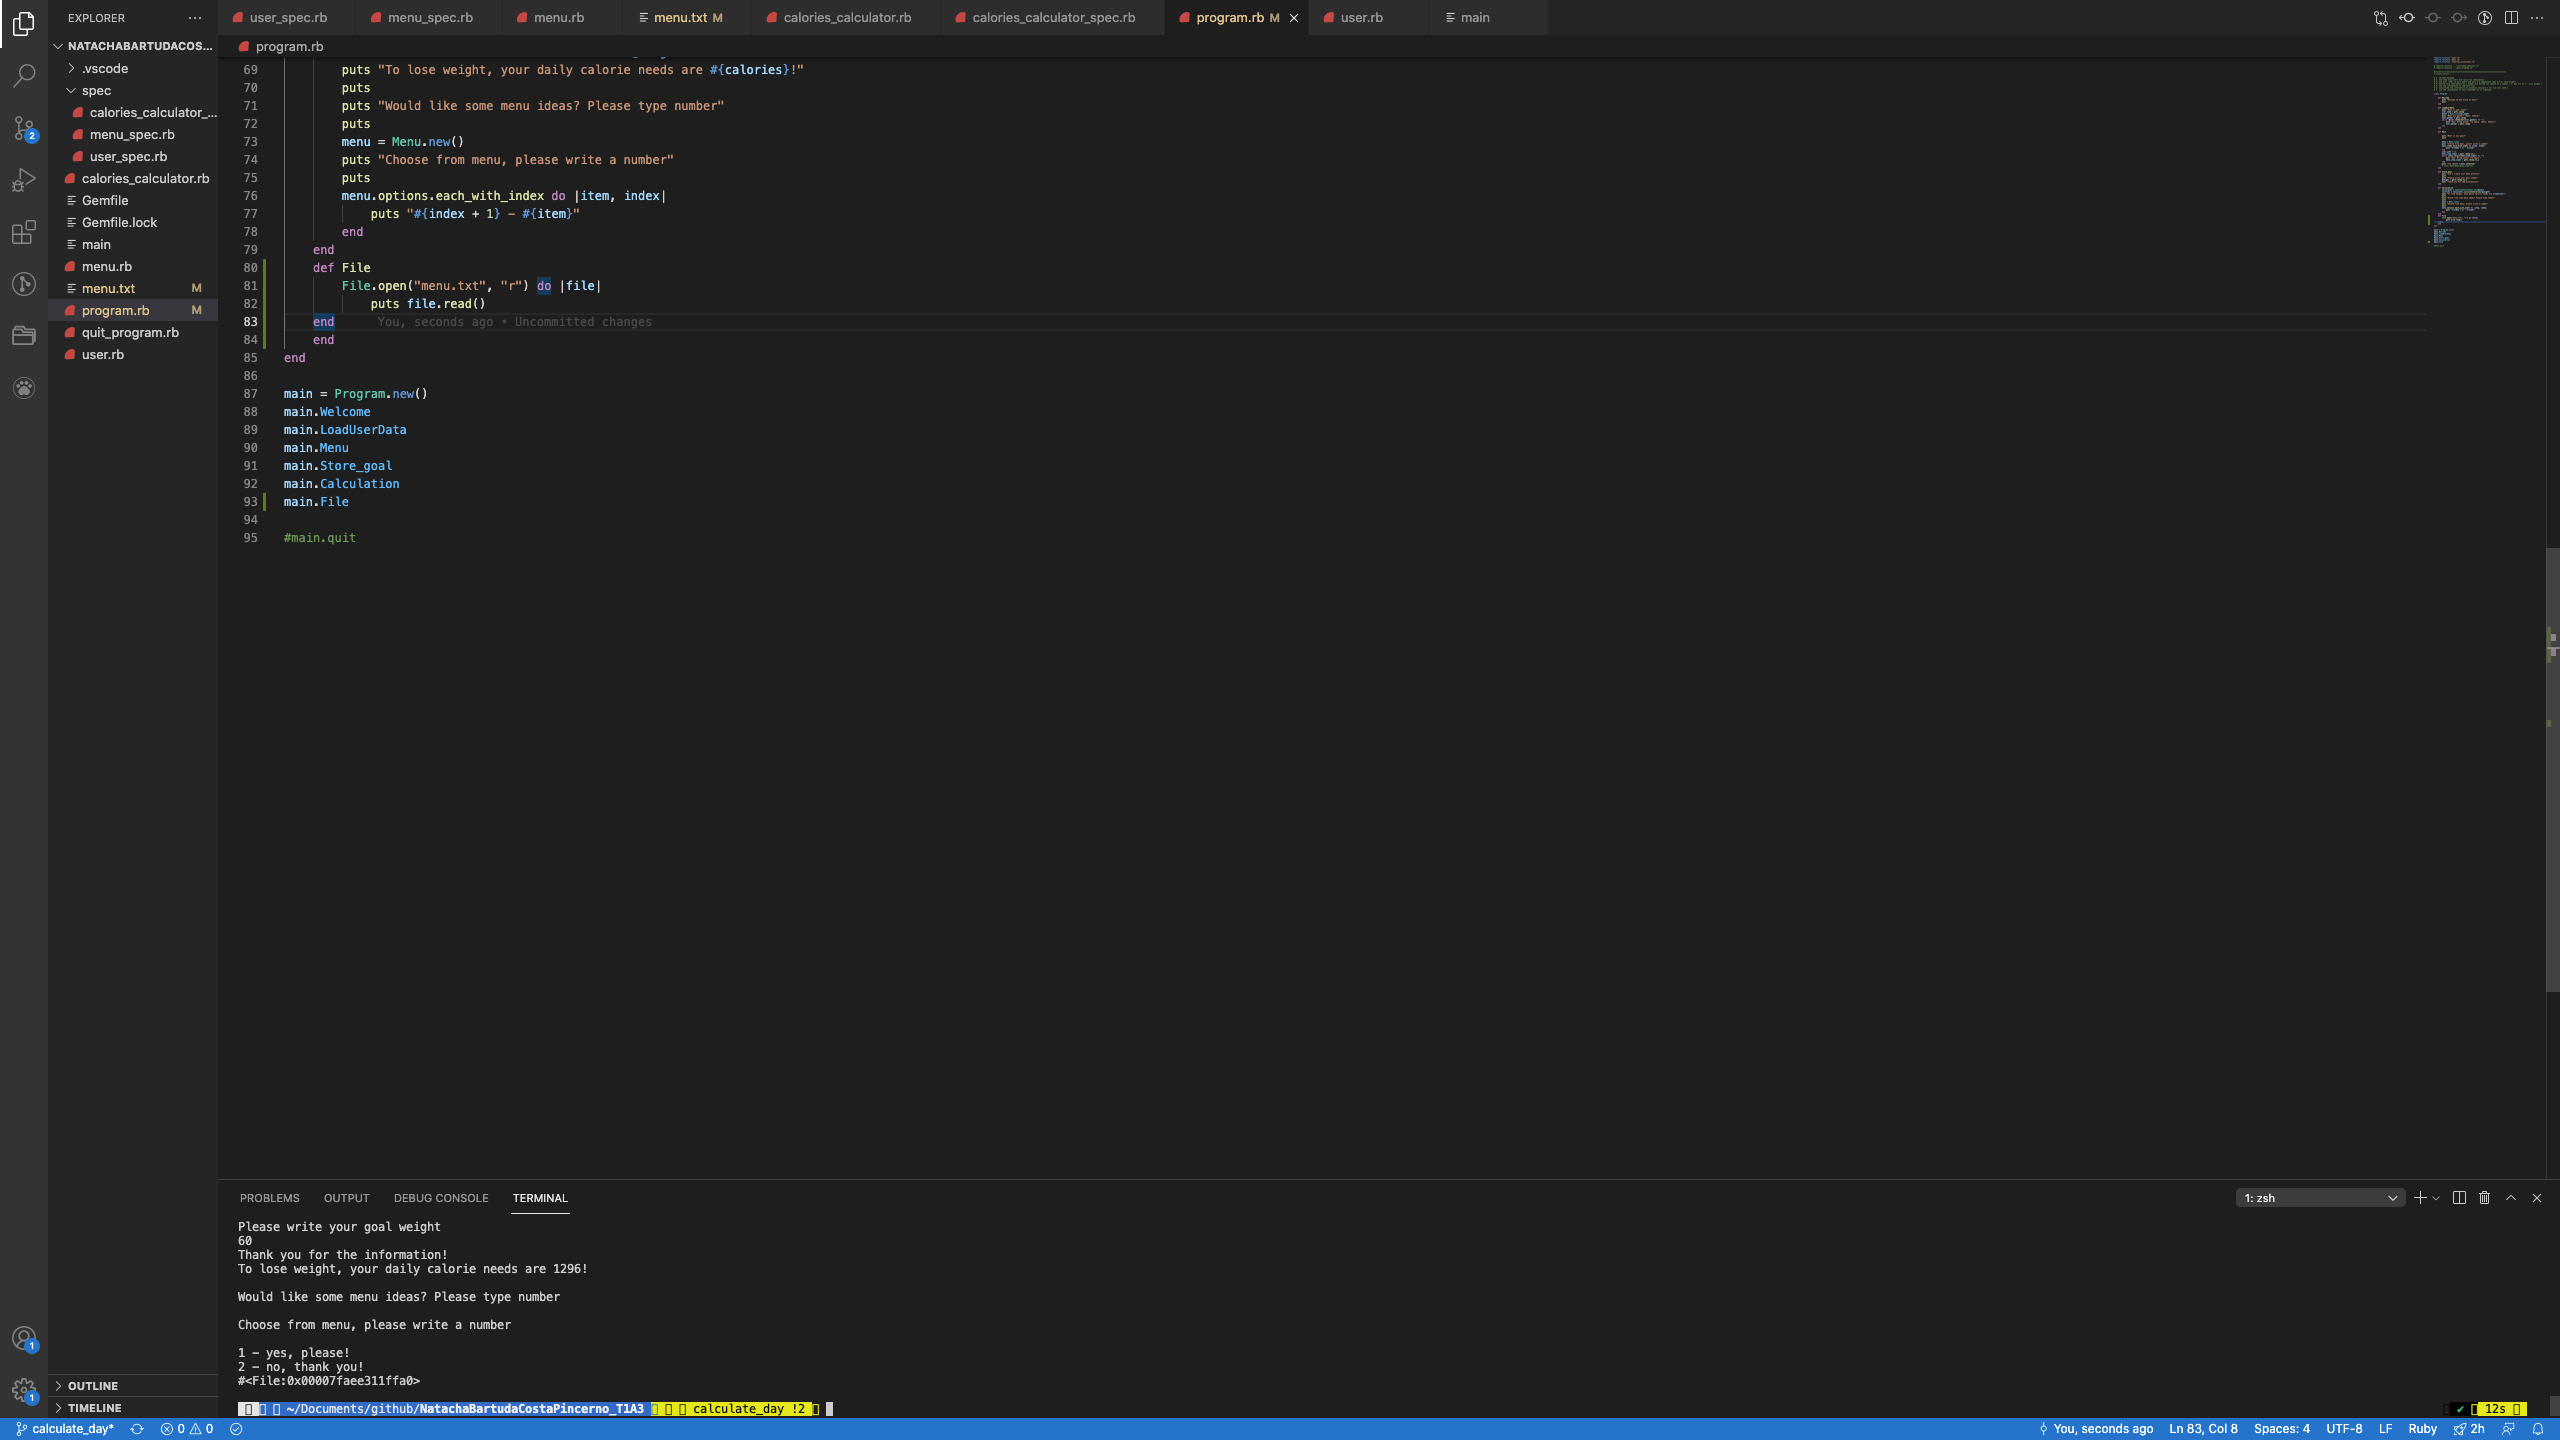 EXPLORER
NATACHABARTUDACOS...
.vscode
spec
calories_calculator_...
menu_spec.rb
user_spec.rb
calories_calculator.rb
Gemfile
Gemfile.lock
main
menu.rb
menu.txt M
program.rb M
quit_program.rb
user.rb
OUTLINE
TIMELINE
user_spec.rb menu_spec.rb menu.rb menu.txt M calories_calculator.rb calories_calculator_spec.rb program.rb M user.rb main
program.rb
69 puts "To lose weight, your daily calorie needs are #{calories}!"
70 puts
71 puts "Would like some menu ideas? Please type number"
72 puts
73 menu = Menu.new()
74 puts "Choose from menu, please write a number"
75 puts
76 menu.options.each_with_index do |item, index|
77 puts "#{index + 1} - #{item}"
78 end
79 end
80 def File
81 File.open("menu.txt", "r") do |file|
82 puts file.read()
83 end You, seconds ago • Uncommitted changes
84 end
85 end
86
87 main = Program.new()
88 main.Welcome
89 main.LoadUserData
90 main.Menu
91 main.Store_goal
92 main.Calculation
93 main.File
94
95 #main.quit
PROBLEMS OUTPUT DEBUG CONSOLE TERMINAL 1: zsh
Please write your goal weight
60
Thank you for the information!
To lose weight, your daily calorie needs are 1296!
Would like some menu ideas? Please type number
Choose from menu, please write a number
1 - yes, please!
2 - no, thank you!
#<File:0x00007faee311ffa0>
~/Documents/github/NatachaBartudaCostaPincerno_T1A3 calculate_day !2 ✔ 12s
calculate_day* 0 0 You, seconds ago Ln 83, Col 8 Spaces: 4 UTF-8 LF Ruby 2h
2
1
1